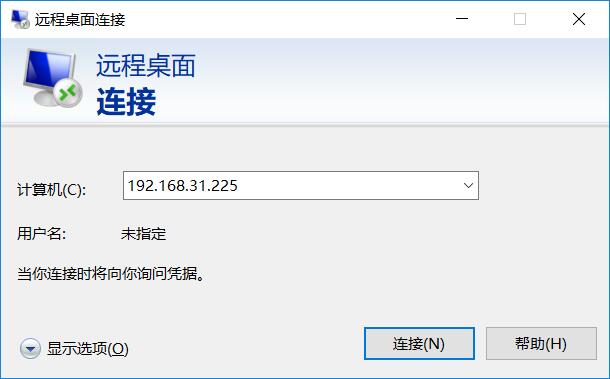 远程桌面连接
远程桌面
连接
计算机(C):
192.168.31.225
用户名:
未指定
当你连接时将向你询问凭据。
显示选项(O)
连接(N)
帮助(H)